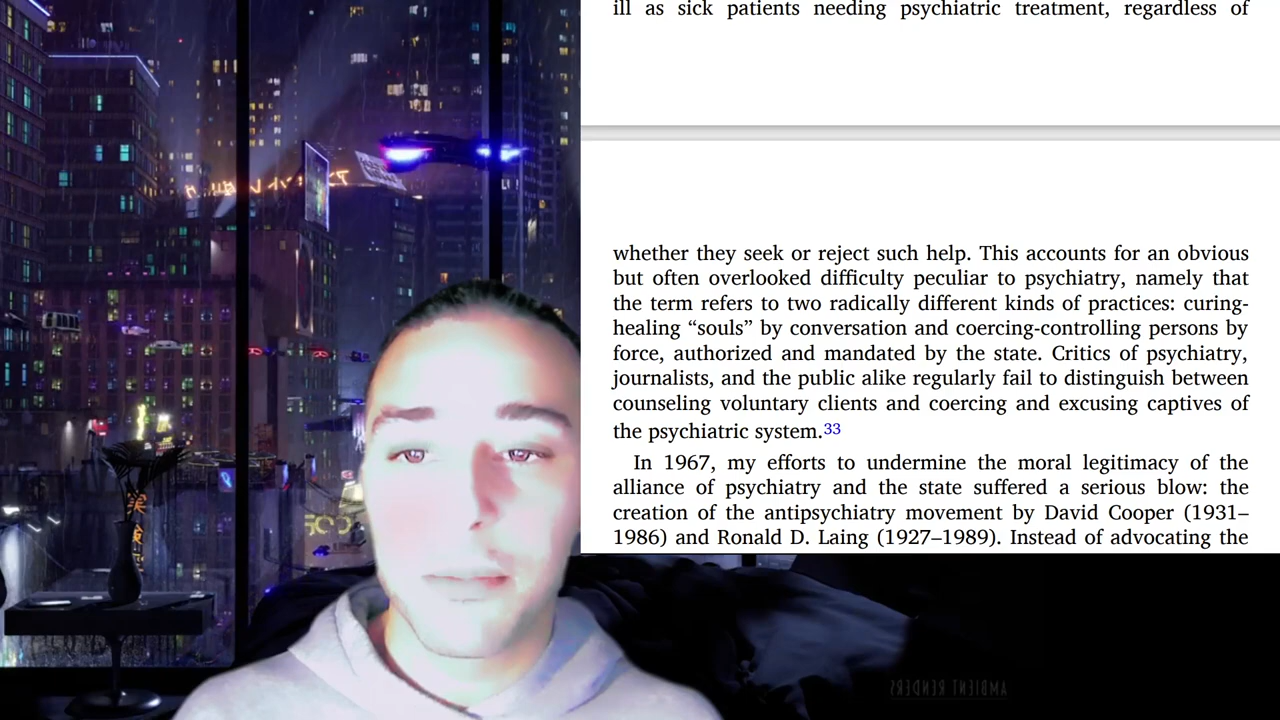 ill as sick patients needing psychiatric treatment, regardless of
whether they seek or reject such help. This accounts for an obvious
but often overlooked difficulty peculiar to psychiatry, namely that
the term refers to two radically different kinds of practices: curing-
healing “souls” by conversation and coercing-controlling persons by
force, authorized and mandated by the state. Critics of psychiatry,
journalists, and the public alike regularly fail to distinguish between
counseling voluntary clients and coercing and excusing captives of
the psychiatric system.33
In 1967, my efforts to undermine the moral legitimacy of the
alliance of psychiatry and the state suffered a serious blow: the
creation of the antipsychiatry movement by David Cooper (1931–
1986) and Ronald D. Laing (1927–1989). Instead of advocating the
AMBIENT RENDERS